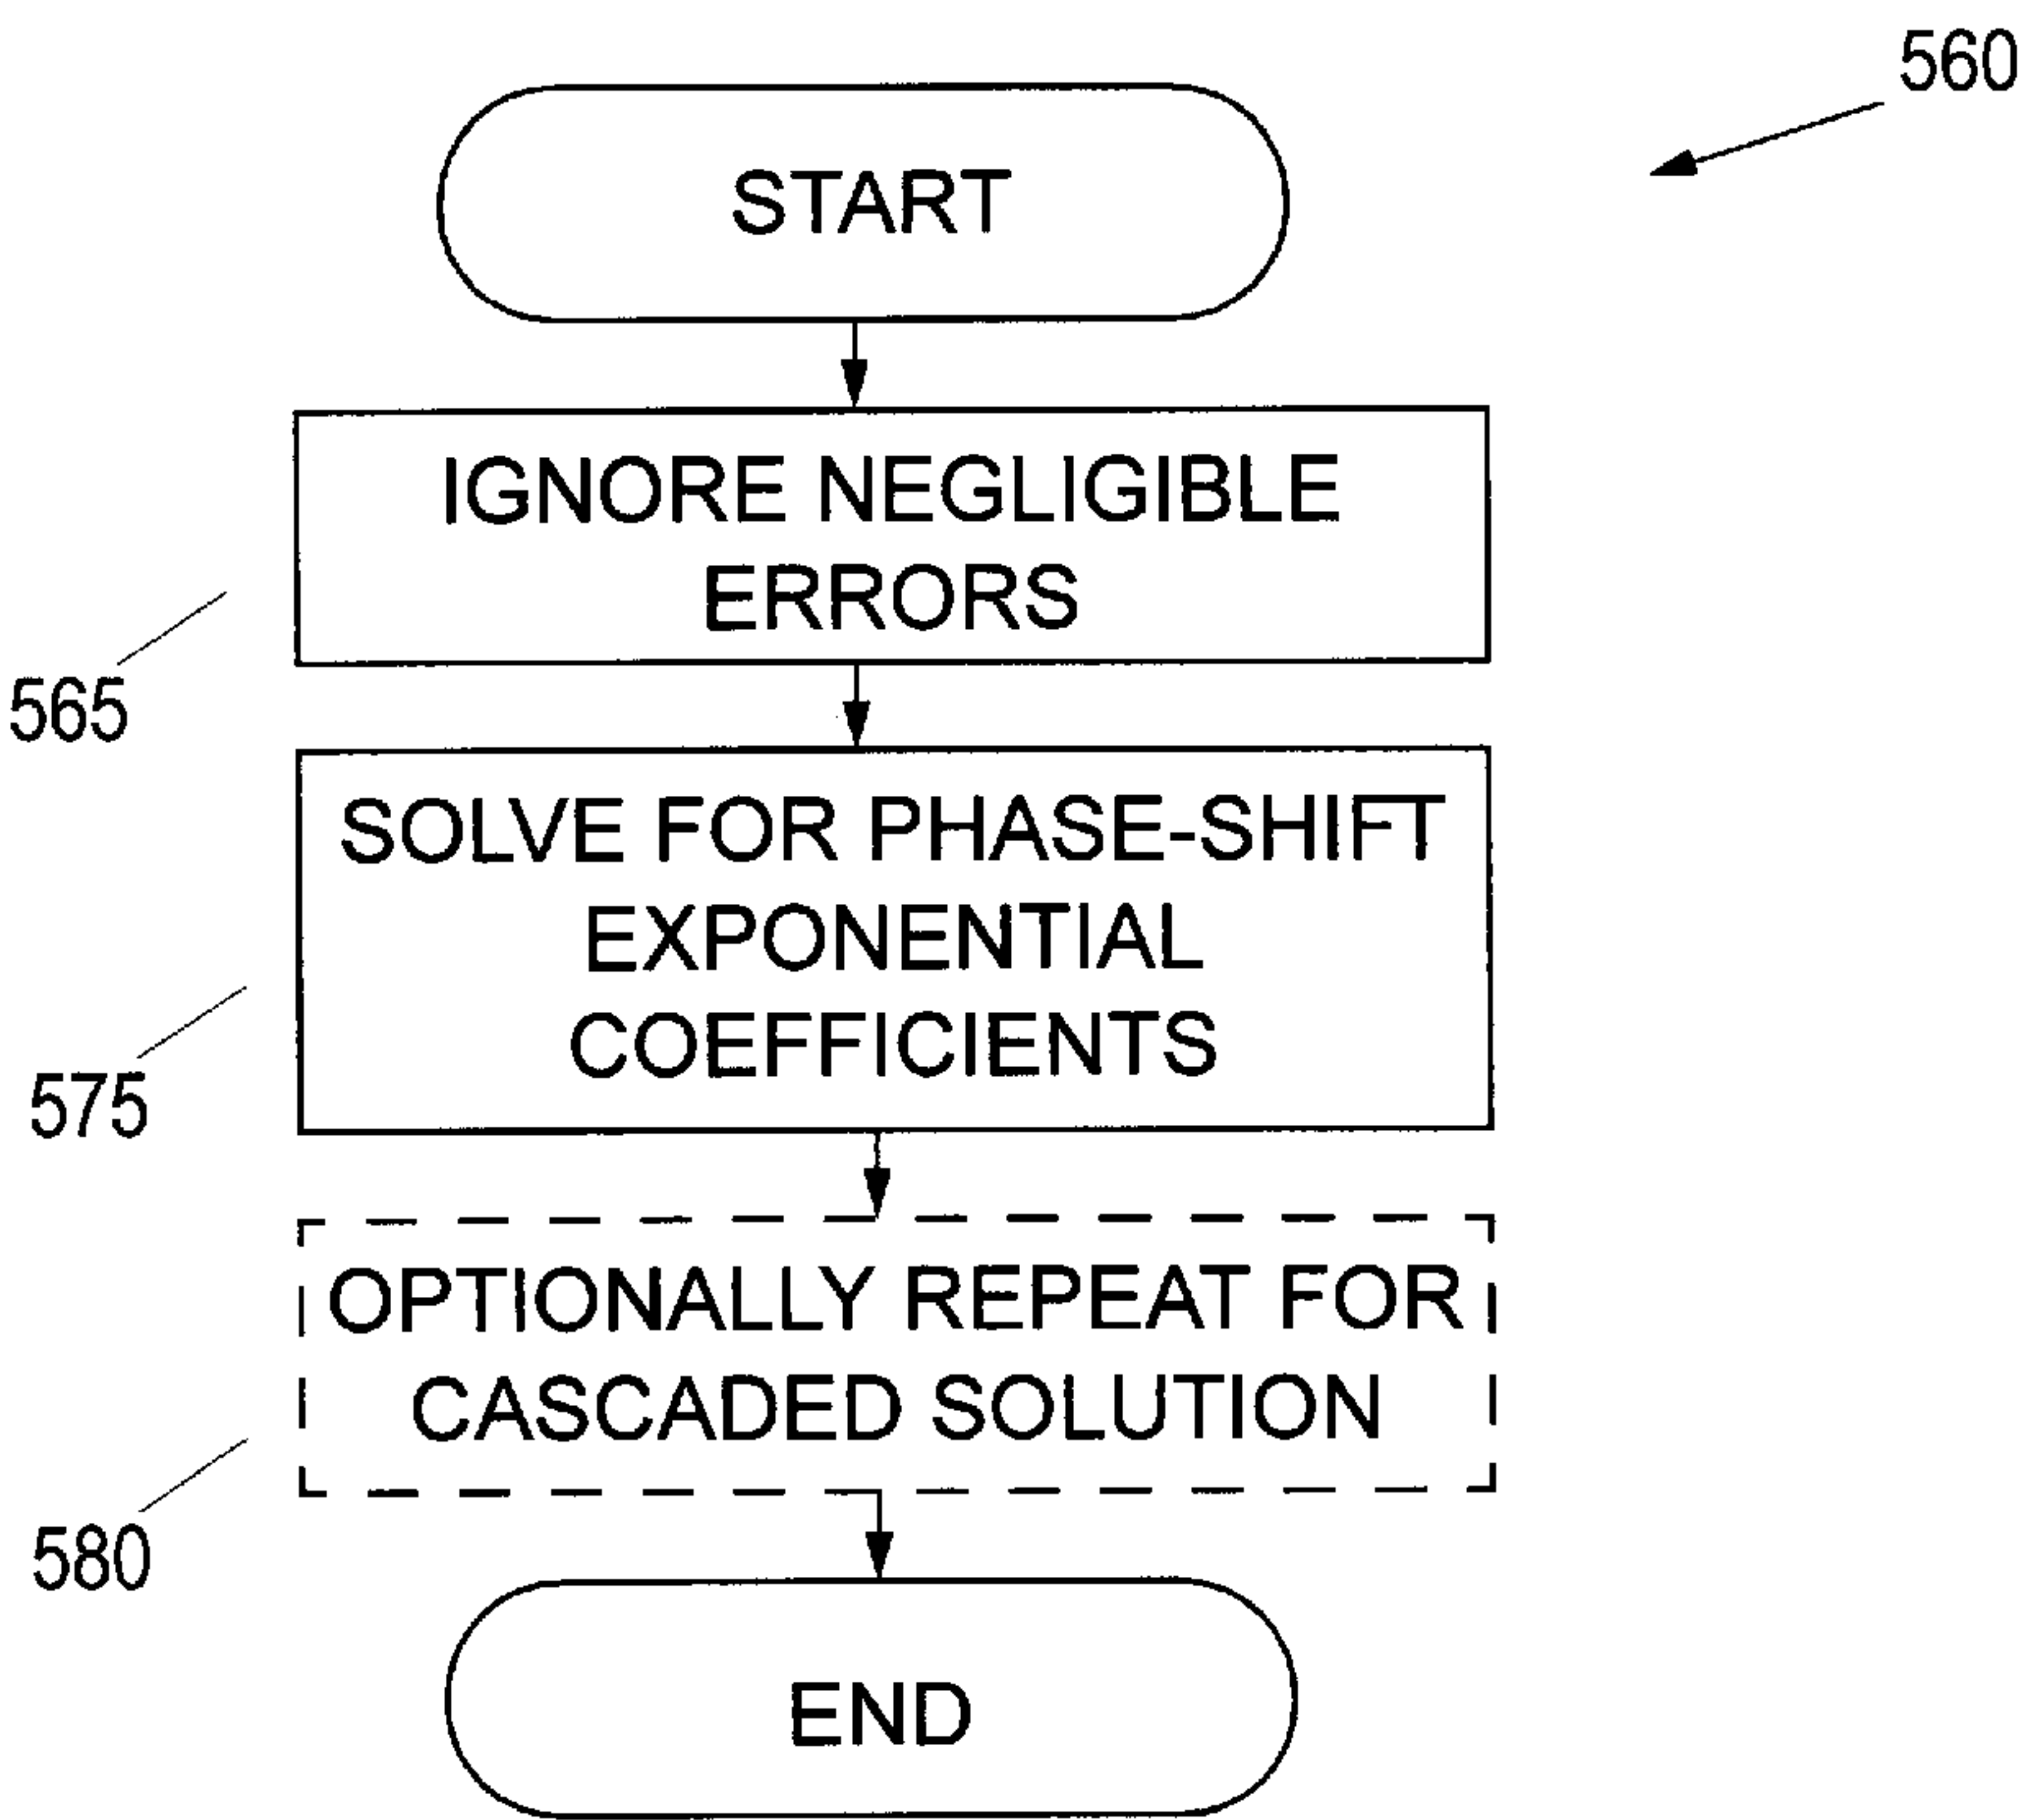 560
START
IGNORE NEGLIGIBLE
ERRORS
565
SOLVE FOR PHASE-SHIFT
EXPONENTIAL
COEFFICIENTS
575
OPTIONALLY REPEAT FOR
CASCADED SOLUTION
580
END